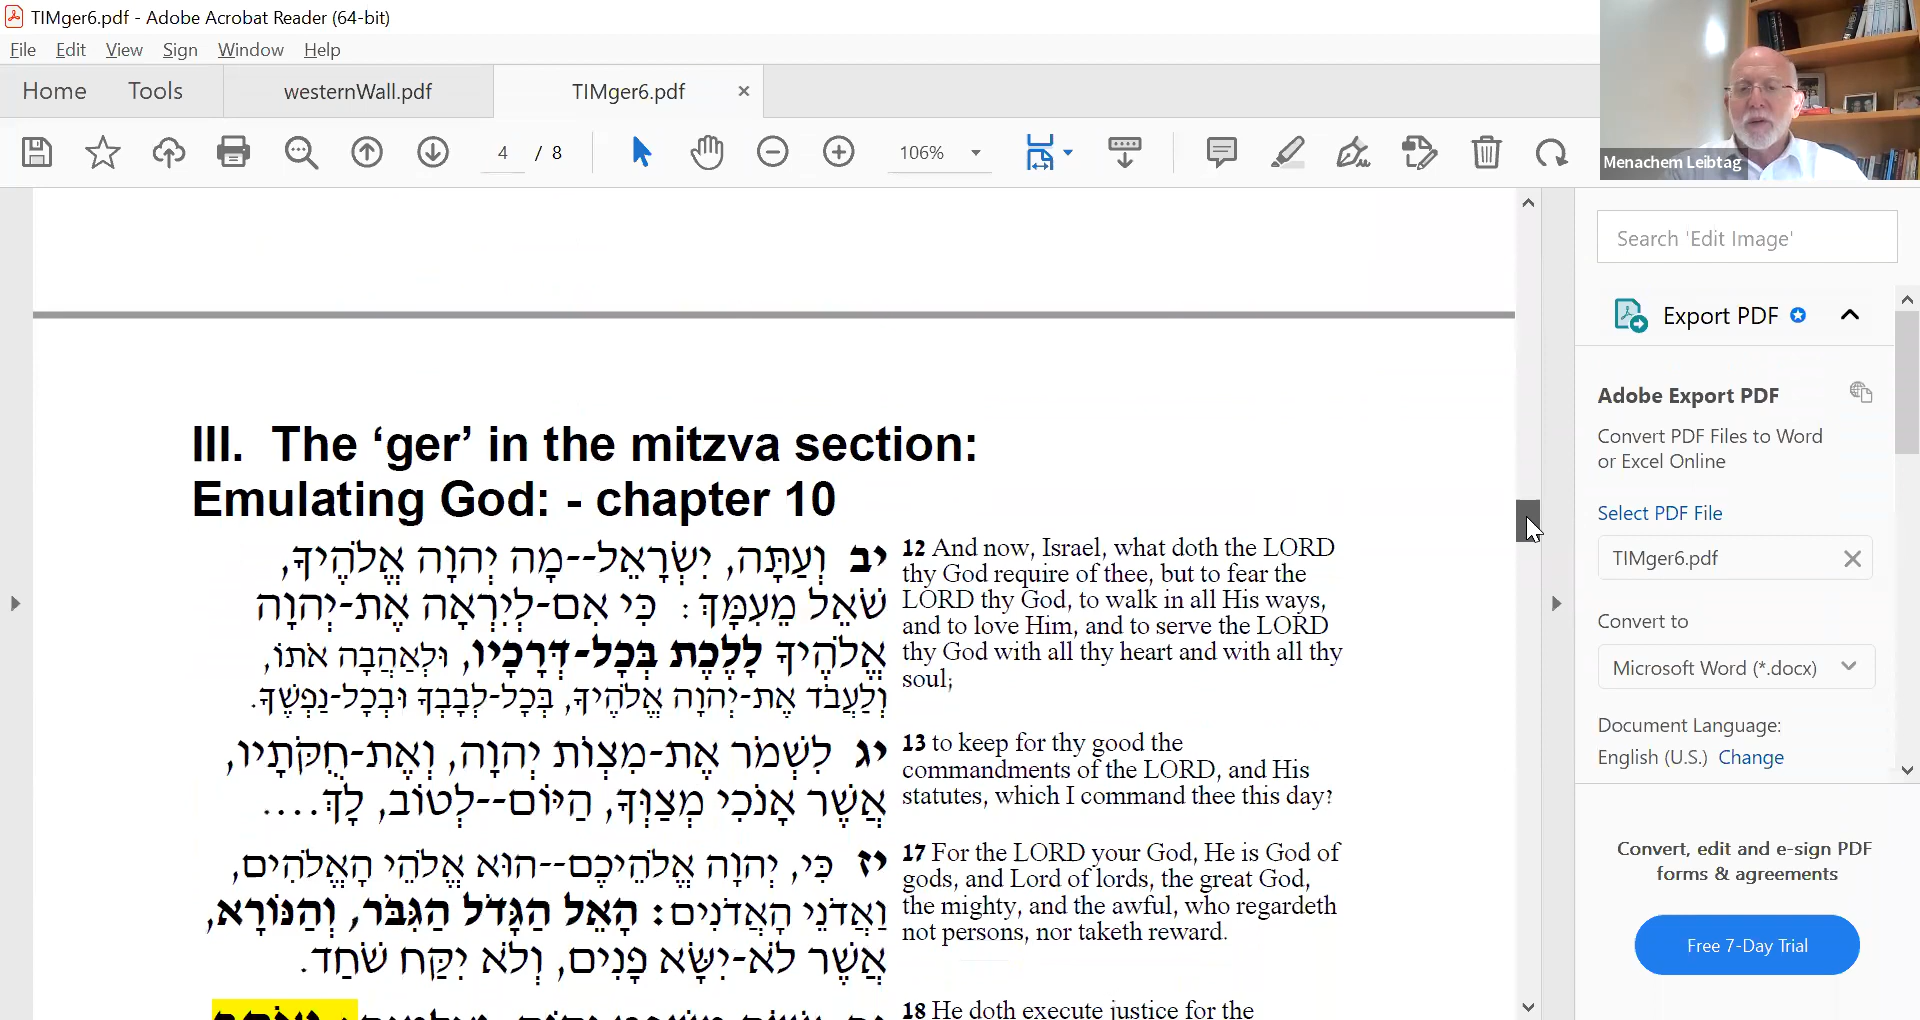 TIMger6.pdf - Adobe Acrobat Reader (64-bit)
File Edit View Sign Window Help
Home Tools westernWall.pdf TIMger6.pdf ×
4 / 8 106%
Menachem Leibtag
III. The ‘ger’ in the mitzva section:
Emulating God: - chapter 10
יב וְעַתָּה, יִשְׂרָאֵל--מָה יְהוָה אֱלֹהֶיךָ,
שֹׁאֵל מֵעִמָּךְ: כִּי אִם-לְיִרְאָה אֶת-יְהוָה
אֱלֹהֶיךָ לָלֶכֶת בְּכָל-דְּרָכָיו, וּלְאַהֲבָה אֹתוֹ,
וְלַעֲבֹד אֶת-יְהוָה אֱלֹהֶיךָ, בְּכָל-לְבָבְךָ וּבְכָל-נַפְשֶׁךָ.
יג לִשְׁמֹר אֶת-מִצְוֹת יְהוָה, וְאֶת-חֻקֹּתָיו,
אֲשֶׁר אָנֹכִי מְצַוְּךָ, הַיּוֹם--לְטוֹב, לָךְ....
יז כִּי, יְהוָה אֱלֹהֵיכֶם--הוּא אֱלֹהֵי הָאֱלֹהִים,
וַאֲדֹנֵי הָאֲדֹנִים: הָאֵל הַגָּדֹל הַגִּבֹּר, וְהַנּוֹרָא,
אֲשֶׁר לֹא-יִשָּׂא פָנִים, וְלֹא יִקַּח שֹׁחַד.
12 And now, Israel, what doth the LORD
thy God require of thee, but to fear the
LORD thy God, to walk in all His ways,
and to love Him, and to serve the LORD
thy God with all thy heart and with all thy
soul;
13 to keep for thy good the
commandments of the LORD, and His
statutes, which I command thee this day?
17 For the LORD your God, He is God of
gods, and Lord of lords, the great God,
the mighty, and the awful, who regardeth
not persons, nor taketh reward.
18 He doth execute justice for the
Search 'Edit Image'
Export PDF
Adobe Export PDF
Convert PDF Files to Word
or Excel Online
Select PDF File
TIMger6.pdf
Convert to
Microsoft Word (*.docx)
Document Language:
English (U.S.) Change
Convert, edit and e-sign PDF
forms & agreements
Free 7-Day Trial